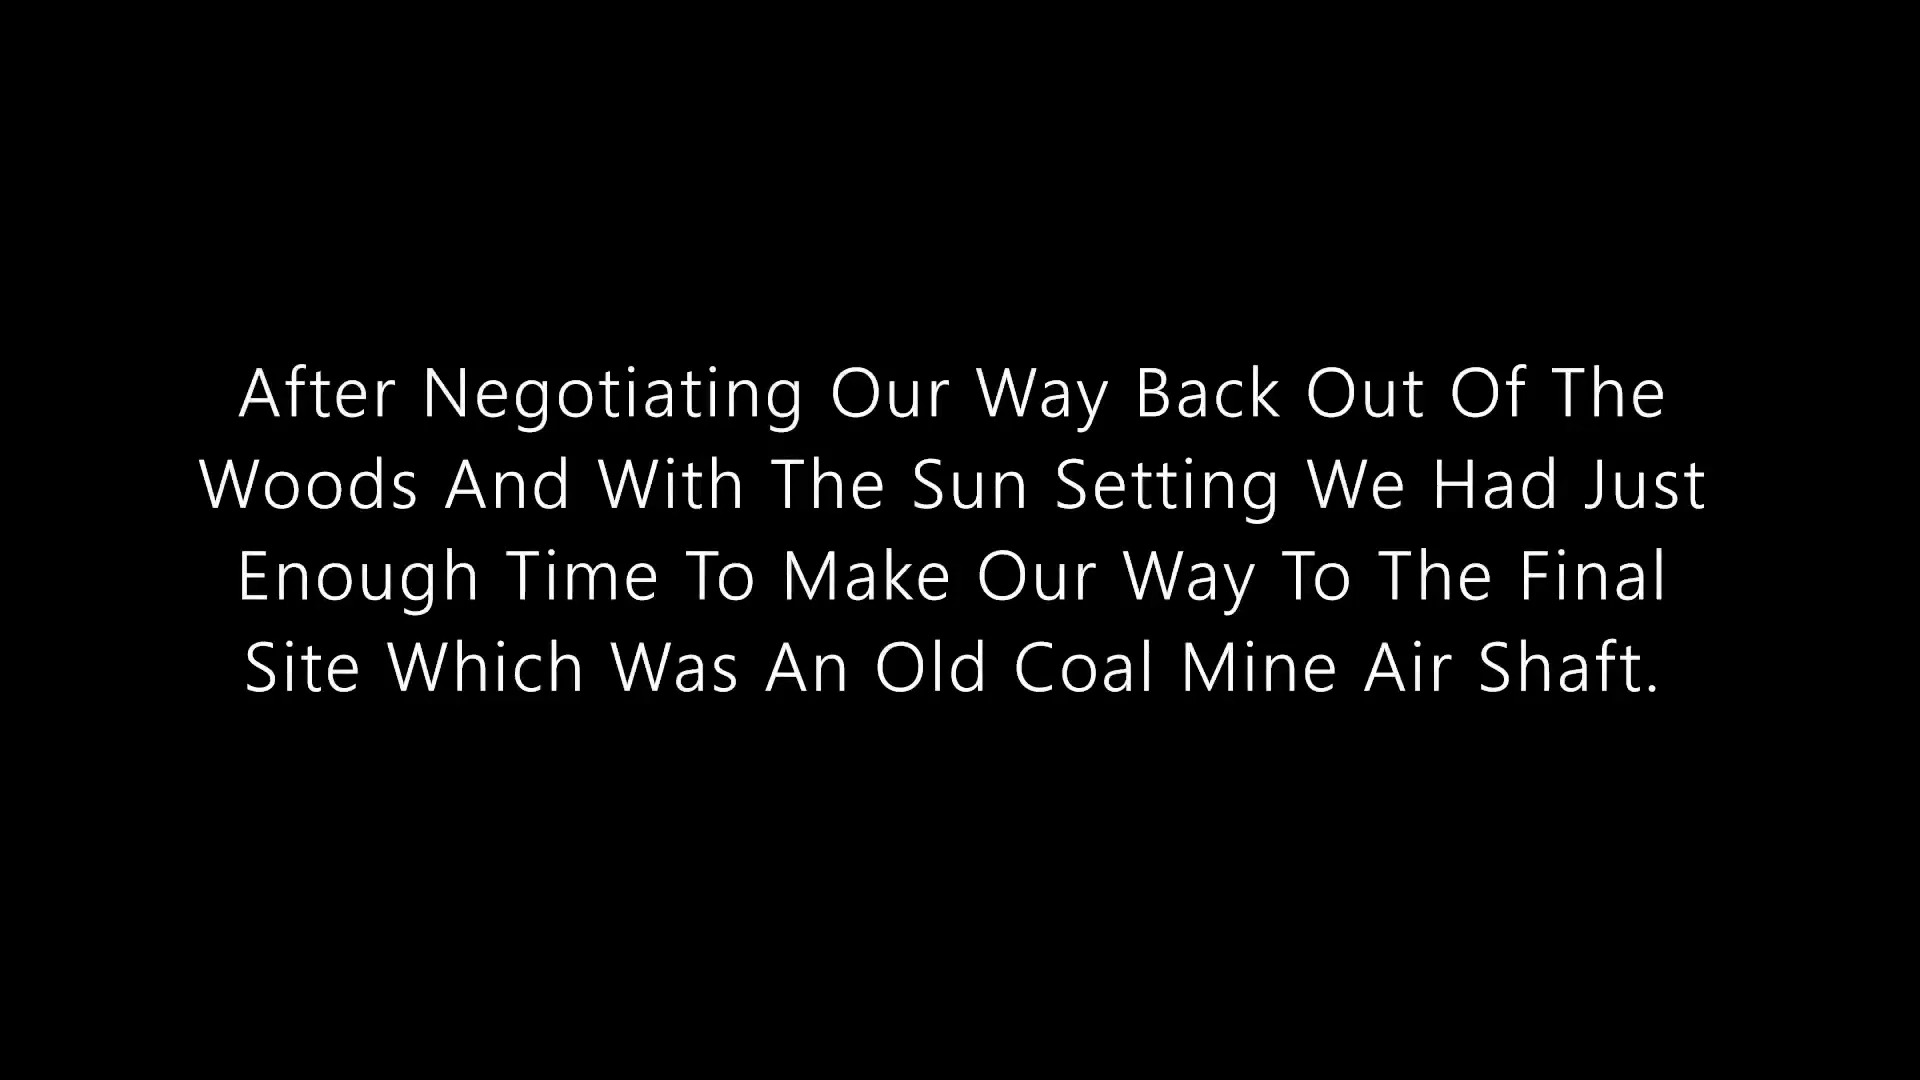 After Negotiating Our Way Back Out Of The
Woods And With The Sun Setting We Had Just
Enough Time To Make Our Way To The Final
Site Which Was An Old Coal Mine Air Shaft.